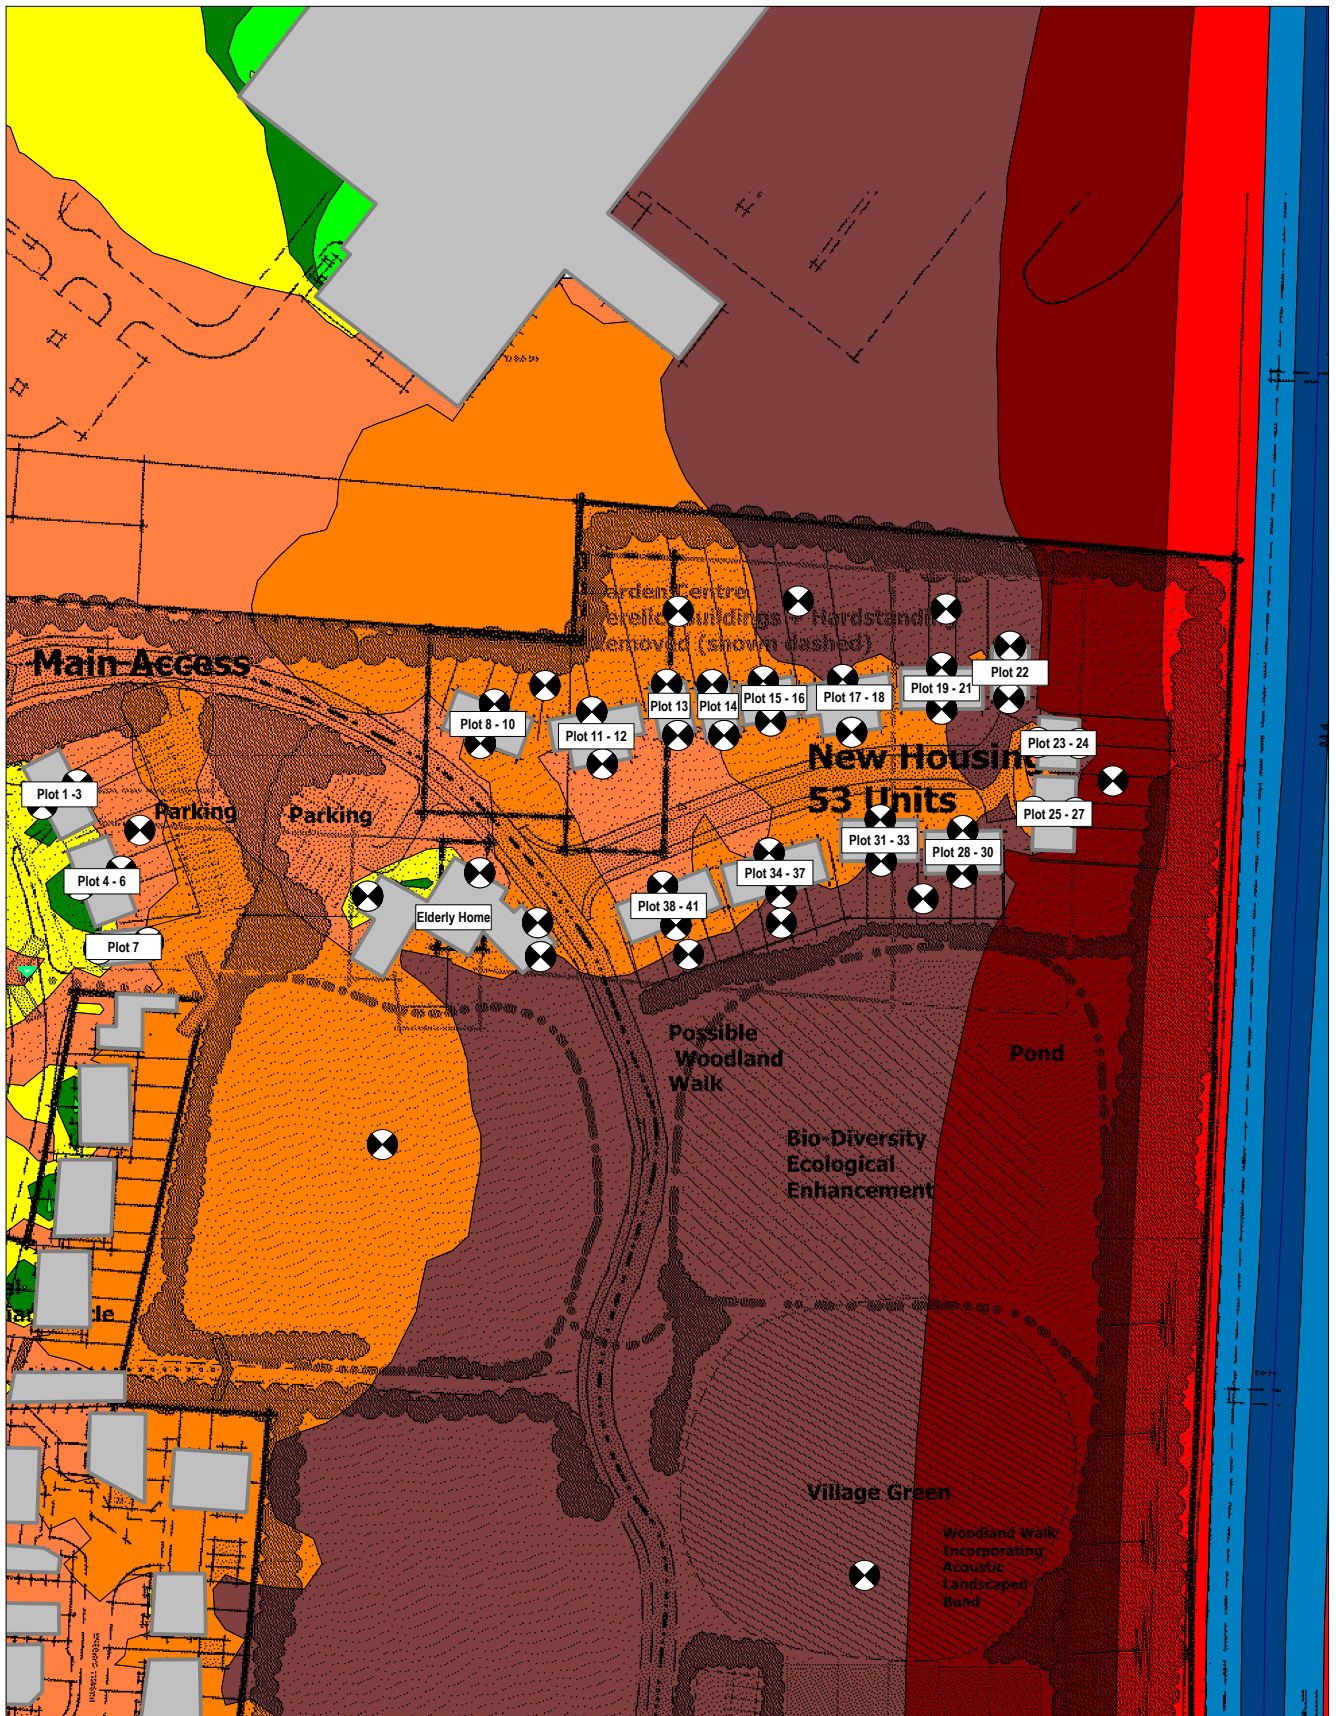 Removed (shown dashed)
Main Access
Plot 22
Plot 19 - 21
Plot 17 - 18
Plot 15 - 16
Plot 14
Plot 13
Plot 8 - 10
Plot 11 - 12
Plot 23 - 24
New Housing
53 Units
Plot 1 -3
Parking
Parking
Plot 25 - 27
Plot 31 - 33
Plot 28 - 30
Plot 34 - 37
Plot 4 - 6
Plot 38 - 41
Elderly Home
Plot 7
Possible
Woodland
Walk
Pond
Bio-Diversity
Ecological
Enhancement
Village Green
Woodland Walk
Incorporating
Acoustic
Landscaped
Bund